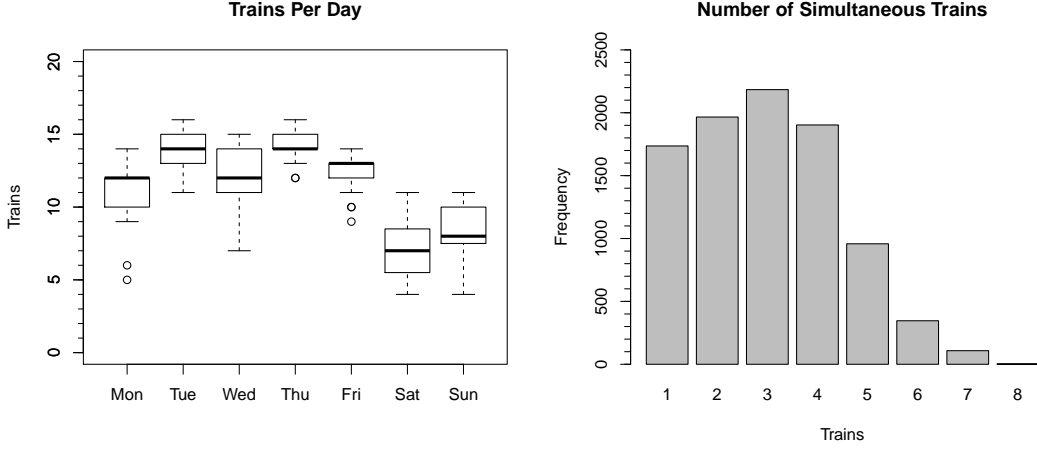 Trains Per Day
Trains
20
15
10
5
0
Mon Tue Wed Thu Fri Sat Sun
Number of Simultaneous Trains
Frequency
2500
2000
1500
1000
500
0
1 2 3 4 5 6 7 8
Trains